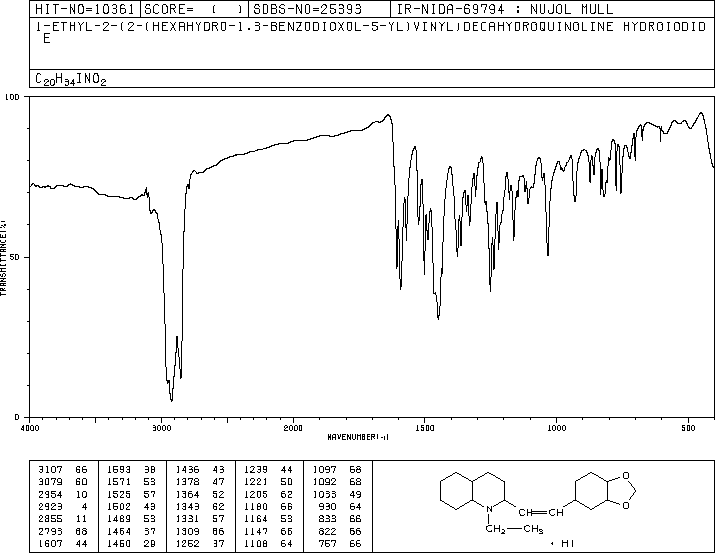 HIT-NO=10361 SCORE= ( ) SDBS-NO=25393 IR-NIDA-69794 : NUJOL MULL
1-ETHYL-2-(2-(HEXAHYDRO-1,3-BENZODIOXOL-5-YL)VINYL)DECAHYDROQUINOLINE HYDROIODID
E
C20H34INO2
100
50
0
TRANSMITTANCE(%)
4000 3000 2000 1500 1000 500
WAVENUMBER(-1)
3107 66 1593 38 1436 43 1239 44 1097 68
3079 60 1571 53 1378 47 1221 50 1092 68
2954 10 1525 57 1364 52 1205 62 1033 49
2923 4 1502 43 1343 62 1180 66 930 64
2855 11 1489 53 1331 57 1164 53 833 66
2793 68 1464 37 1309 66 1147 66 822 66
1607 44 1450 29 1252 37 1108 64 757 66
O
O
N
CH=CH
CH2 CH3
• HI